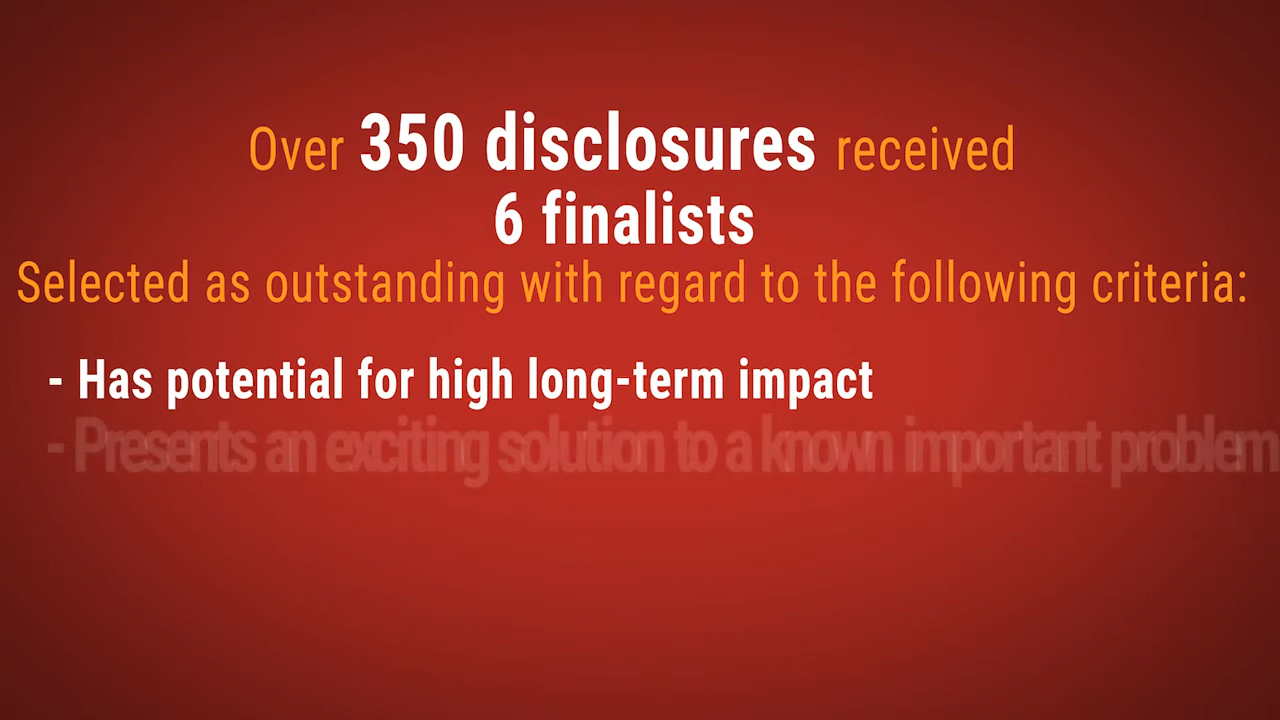 Over 350 disclosures received
6 finalists
Selected as outstanding with regard to the following criteria:
- Has potential for high long-term impact
- Presents an exciting solution to a known important problem